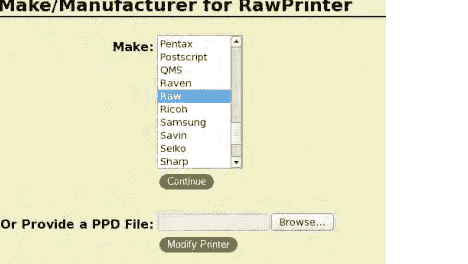 Make/Manufacturer for RawPrinter
Make:
Pentax
Postscript
QMS
Raven
Raw
Ricoh
Samsung
Savin
Seiko
Sharp
Continue
Or Provide a PPD File: Browse...
Modify Printer